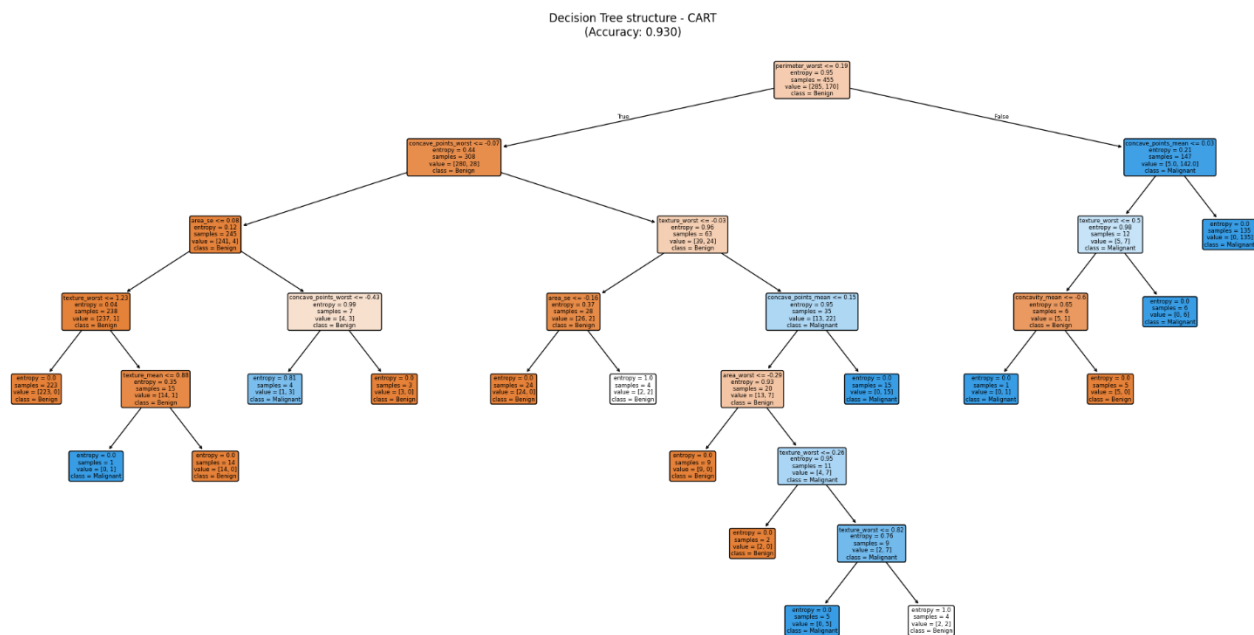 Decision Tree structure - CART
(Accuracy: 0.930)
perimeter_worst <= 0.19
entropy = 0.95
samples = 455
value = [285, 170]
class = Benign
True
False
concave_points_worst <= -0.07
entropy = 0.44
samples = 308
value = [280, 28]
class = Benign
concave_points_mean <= 0.03
entropy = 0.21
samples = 147
value = [5.0, 142.0]
class = Malignant
area_se <= 0.08
entropy = 0.12
samples = 245
value = [241, 4]
class = Benign
texture_worst <= -0.03
entropy = 0.96
samples = 63
value = [39, 24]
class = Benign
texture_worst <= 0.5
entropy = 0.98
samples = 12
value = [5, 7]
class = Malignant
entropy = 0.0
samples = 135
value = [0, 135]
class = Malignant
texture_worst <= 1.23
entropy = 0.04
samples = 238
value = [237, 1]
class = Benign
concave_points_worst <= -0.43
entropy = 0.99
samples = 7
value = [4, 3]
class = Benign
area_se <= -0.16
entropy = 0.37
samples = 28
value = [26, 2]
class = Benign
concave_points_mean <= 0.15
entropy = 0.95
samples = 35
value = [13, 22]
class = Malignant
concavity_mean <= -0.6
entropy = 0.65
samples = 6
value = [5, 1]
class = Benign
entropy = 0.0
samples = 6
value = [0, 6]
class = Malignant
entropy = 0.0
samples = 223
value = [223, 0]
class = Benign
texture_mean <= 0.88
entropy = 0.35
samples = 15
value = [14, 1]
class = Benign
entropy = 0.81
samples = 4
value = [1, 3]
class = Malignant
entropy = 0.0
samples = 3
value = [3, 0]
class = Benign
entropy = 0.0
samples = 24
value = [24, 0]
class = Benign
entropy = 1.0
samples = 4
value = [2, 2]
class = Benign
area_worst <= -0.29
entropy = 0.93
samples = 20
value = [13, 7]
class = Benign
entropy = 0.0
samples = 15
value = [0, 15]
class = Malignant
entropy = 0.0
samples = 1
value = [0, 1]
class = Malignant
entropy = 0.0
samples = 5
value = [5, 0]
class = Benign
entropy = 0.0
samples = 1
value = [0, 1]
class = Malignant
entropy = 0.0
samples = 14
value = [14, 0]
class = Benign
entropy = 0.0
samples = 9
value = [9, 0]
class = Benign
texture_worst <= 0.26
entropy = 0.95
samples = 11
value = [4, 7]
class = Malignant
entropy = 0.0
samples = 2
value = [2, 0]
class = Benign
texture_worst <= 0.82
entropy = 0.76
samples = 9
value = [2, 7]
class = Malignant
entropy = 0.0
samples = 5
value = [0, 5]
class = Malignant
entropy = 1.0
samples = 4
value = [2, 2]
class = Benign